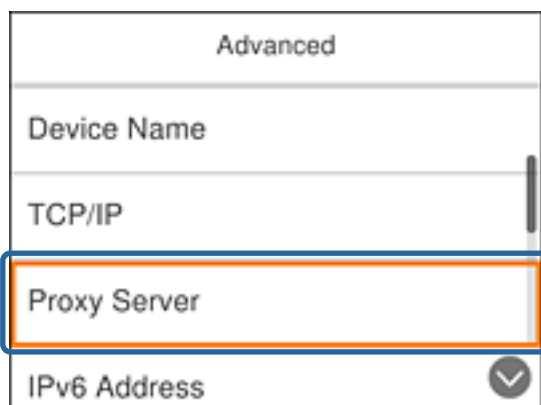 Advanced
Device Name
TCP/IP
Proxy Server
IPv6 Address